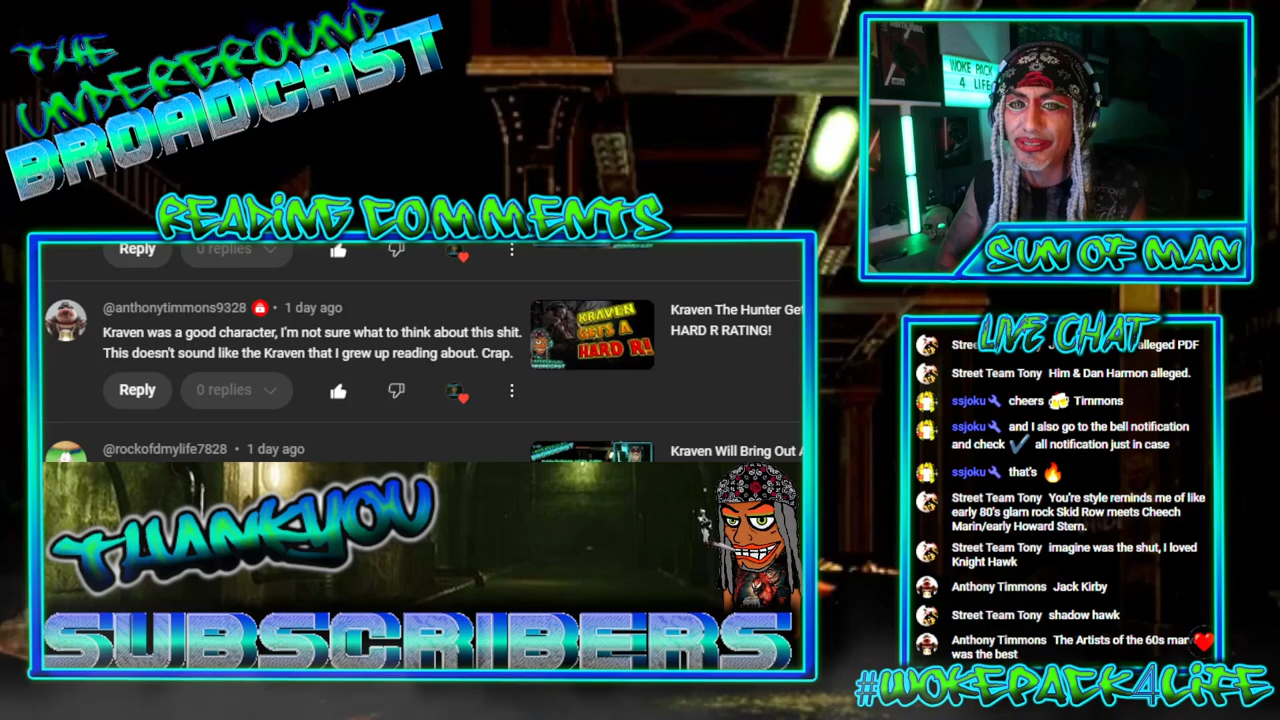 THE
UNDERGROUND
BROADCAST
WOKE PACK
4 LIFE
SUN OF MAN
READING COMMENTS
Reply
0 replies
@anthonytimmons9328 • 1 day ago
Kraven was a good character, I'm not sure what to think about this shit.
This doesn't sound like the Kraven that I grew up reading about. Crap.
KRAVEN
GETS A
HARD R!
Kraven The Hunter Get
HARD R RATING!
Reply
0 replies
@rockofdmylife7828 • 1 day ago
Kraven Will Bring Out A
THANKYOU
SUBSCRIBERS
LIVE CHAT
Stree alleged PDF
Street Team Tony Him & Dan Harmon alleged.
ssjoku cheers 🍻 Timmons
ssjoku and I also go to the bell notification
and check ✔️ all notification just in case
ssjoku that's 🔥
Street Team Tony You're style reminds me of like
early 80's glam rock Skid Row meets Cheech
Marin/early Howard Stern.
Street Team Tony imagine was the shut, I loved
Knight Hawk
Anthony Timmons Jack Kirby
Street Team Tony shadow hawk
Anthony Timmons The Artists of the 60s man
was the best
#WOKEPACK4LIFE